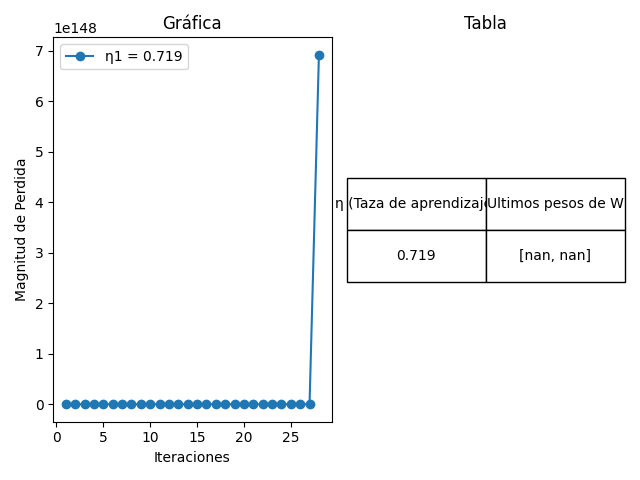 Gráfica
Tabla
1e148
η1 = 0.719
7
6
5
4
3
2
1
0
Magnitud de Perdida
0 5 10 15 20 25
Iteraciones
η (Taza de aprendizaje Ultimos pesos de W
0.719 [nan, nan]